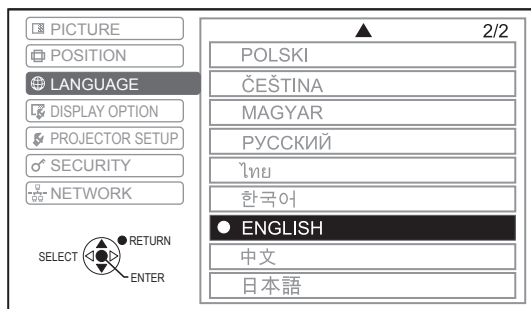 PICTURE
POSITION
LANGUAGE
DISPLAY OPTION
PROJECTOR SETUP
SECURITY
NETWORK
RETURN
SELECT
ENTER
2/2
POLSKI
ČEŠTINA
MAGYAR
РУССКИЙ
ไทย
한국어
ENGLISH
中文
日本語